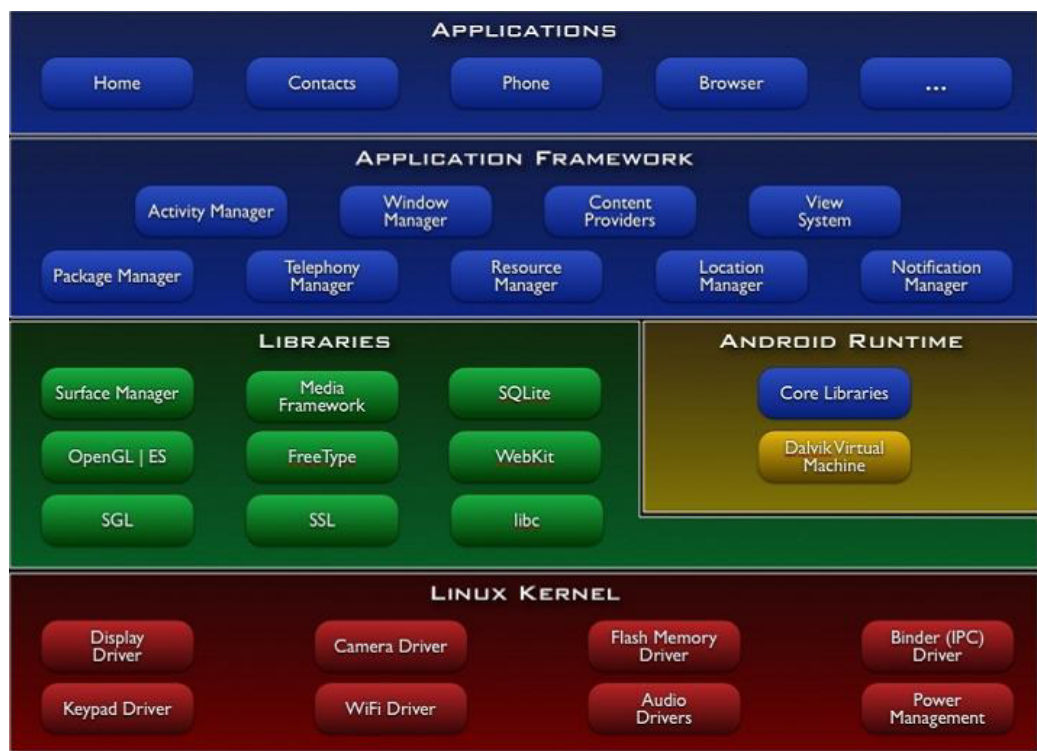 APPLICATIONS
Home
Contacts
Phone
Browser
...
APPLICATION FRAMEWORK
Activity Manager
Window
Manager
Content
Providers
View
System
Package Manager
Telephony
Manager
Resource
Manager
Location
Manager
Notification
Manager
LIBRARIES
Surface Manager
Media
Framework
SQLite
OpenGL | ES
FreeType
WebKit
SGL
SSL
libc
ANDROID RUNTIME
Core Libraries
Dalvik Virtual
Machine
LINUX KERNEL
Display
Driver
Camera Driver
Flash Memory
Driver
Binder (IPC)
Driver
Keypad Driver
WiFi Driver
Audio
Drivers
Power
Management